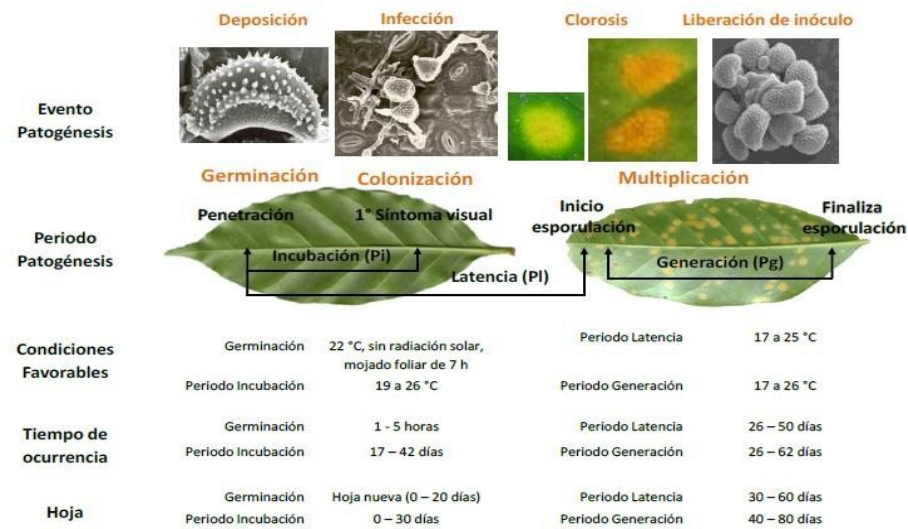 Deposición Infección Clorosis Liberación de inóculo
Evento
Patogénesis
Germinación Colonización Multiplicación
Penetración 1° Síntoma visual Inicio
esporulación Finaliza
esporulación
Periodo
Patogénesis
Incubación (Pi) Generación (Pg)
Latencia (Pl)
Condiciones
Favorables
Germinación 22 °C, sin radiación solar,
mojado foliar de 7 h
Periodo Latencia 17 a 25 °C
Periodo Incubación 19 a 26 °C Periodo Generación 17 a 26 °C
Tiempo de
ocurrencia
Germinación 1 - 5 horas Periodo Latencia 26 – 50 días
Periodo Incubación 17 – 42 días Periodo Generación 26 – 62 días
Hoja
Germinación Hoja nueva (0 – 20 días) Periodo Latencia 30 – 60 días
Periodo Incubación 0 – 30 días Periodo Generación 40 – 80 días